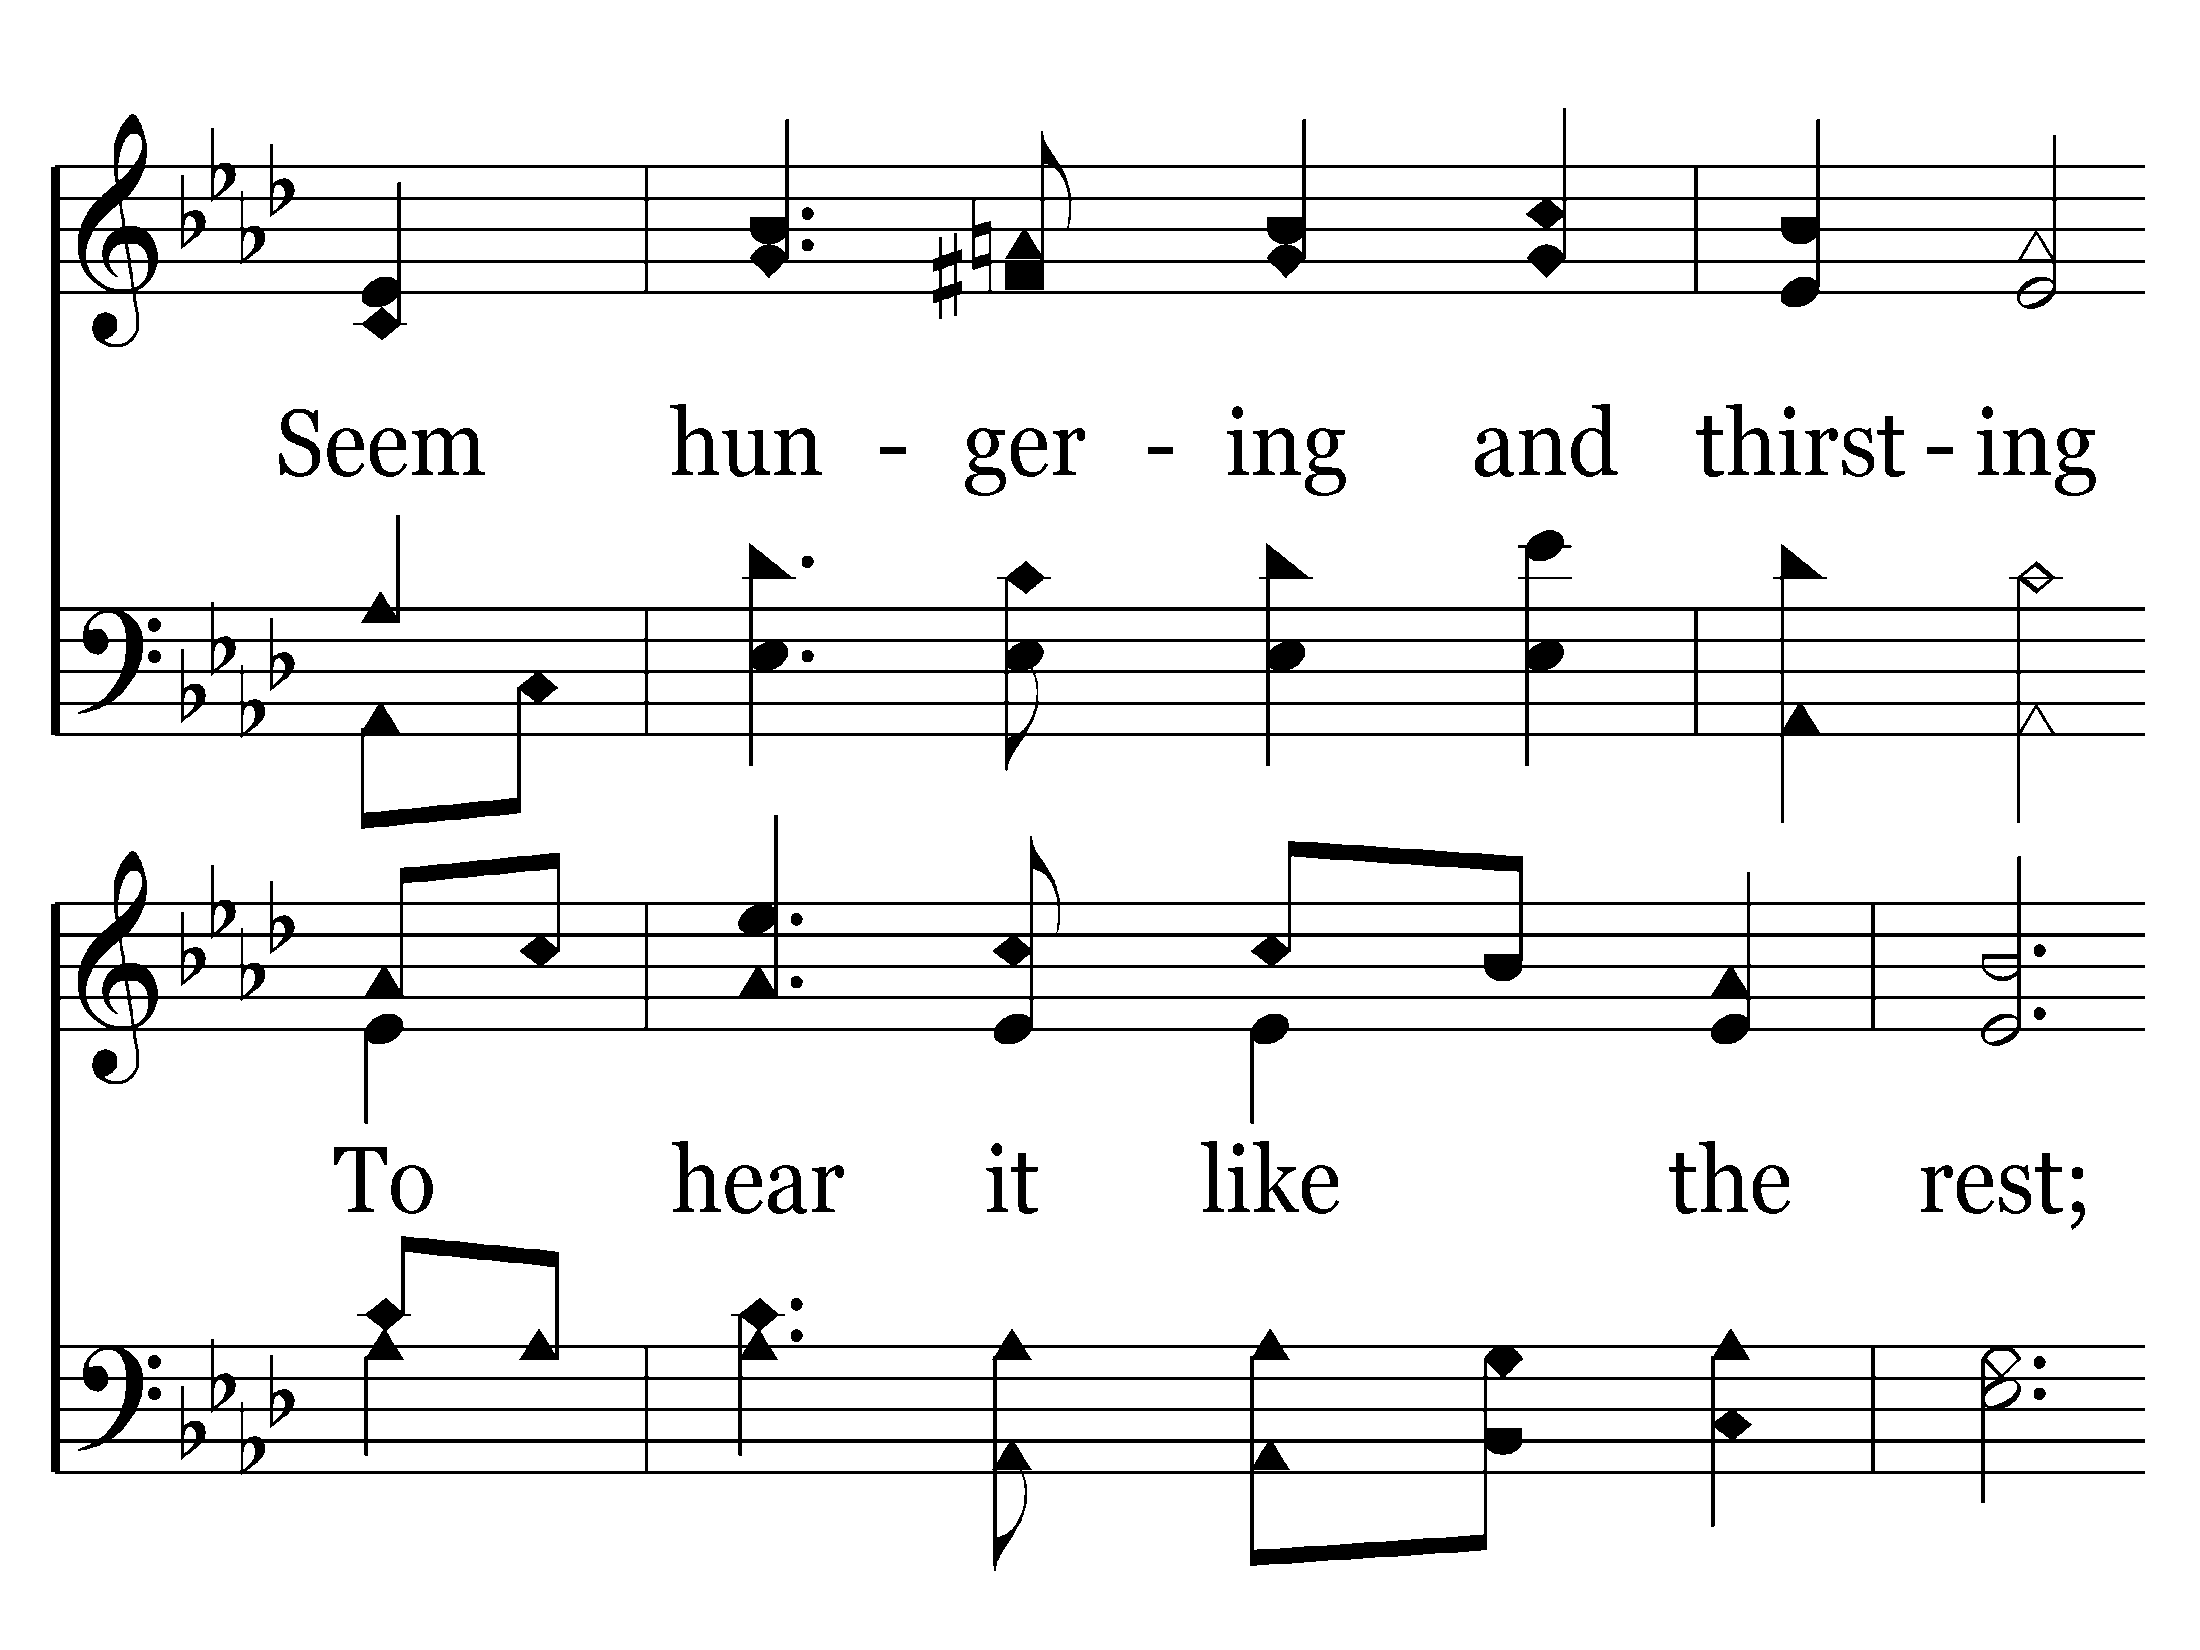 Seem hun - ger - ing and thirst - ing
To hear it like the rest;